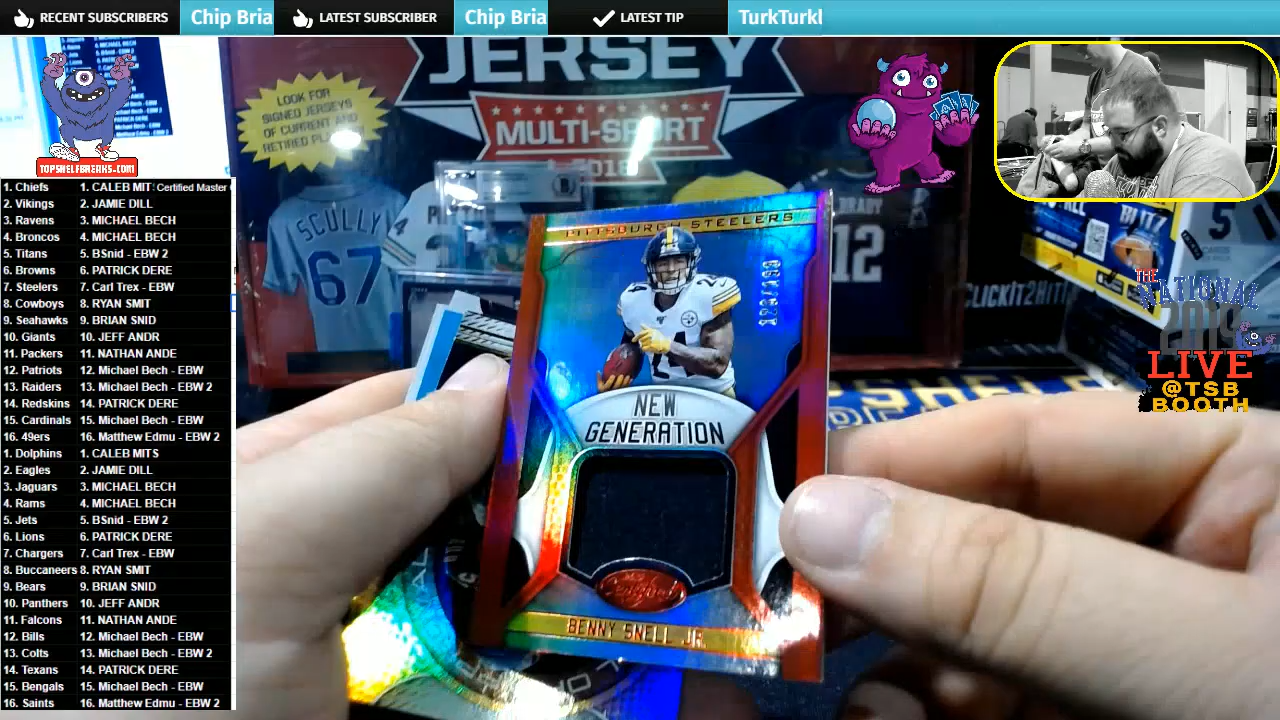 RECENT SUBSCRIBERS
Chip Bria
LATEST SUBSCRIBER
Chip Bria
LATEST TIP
TurkTurkl
TOPSHELFBREAKS.COM
1. Chiefs 1. CALEB MIT: Certified Master
2. Vikings 2. JAMIE DILL
3. Ravens 3. MICHAEL BECH
4. Broncos 4. MICHAEL BECH
5. Titans 5. BSnid - EBW 2
6. Browns 6. PATRICK DERE
7. Steelers 7. Carl Trex - EBW
8. Cowboys 8. RYAN SMIT
9. Seahawks 9. BRIAN SNID
10. Giants 10. JEFF ANDR
11. Packers 11. NATHAN ANDE
12. Patriots 12. Michael Bech - EBW
13. Raiders 13. Michael Bech - EBW 2
14. Redskins 14. PATRICK DERE
15. Cardinals 15. Michael Bech - EBW
16. 49ers 16. Matthew Edmu - EBW 2
1. Dolphins 1. CALEB MITS
2. Eagles 2. JAMIE DILL
3. Jaguars 3. MICHAEL BECH
4. Rams 4. MICHAEL BECH
5. Jets 5. BSnid - EBW 2
6. Lions 6. PATRICK DERE
7. Chargers 7. Carl Trex - EBW
8. Buccaneers 8. RYAN SMIT
9. Bears 9. BRIAN SNID
10. Panthers 10. JEFF ANDR
11. Falcons 11. NATHAN ANDE
12. Bills 12. Michael Bech - EBW
13. Colts 13. Michael Bech - EBW 2
14. Texans 14. PATRICK DERE
15. Bengals 15. Michael Bech - EBW
16. Saints 16. Matthew Edmu - EBW 2
JERSEY
MULTI-SPORT
2018
LOOK FOR
SIGNED JERSEYS
OF CURRENT AND
RETIRED
SCULLY
67
4
BRADY
12
BLITZ
5
CLICKIT2HIT
PITTSBURGH STEELERS
24
NEW
GENERATION
Certified
BENNY SNELL JR.
THE
NATIONAL
2019
LIVE
@TSB
BOOTH